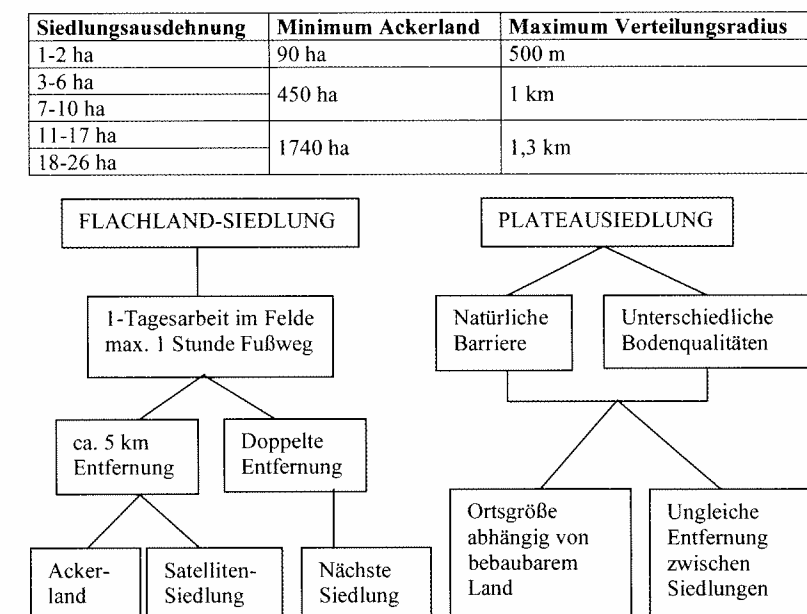 Siedlungsausdehnung Minimum Ackerland Maximum Verteilungsradius
1-2 ha 90 ha 500 m
3-6 ha
450 ha 1 km
7-10 ha
11-17 ha
1740 ha 1,3 km
18-26 ha
FLACHLAND-SIEDLUNG
PLATEAUSIEDLUNG
1-Tagesarbeit im Felde
max. 1 Stunde Fußweg
Natürliche
Barriere
Unterschiedliche
Bodenqualitäten
ca. 5 km
Entfernung
Doppelte
Entfernung
Ortsgröße
abhängig von
bebaubarem
Land
Ungleiche
Entfernung
zwischen
Siedlungen
Acker-
land
Satelliten-
Siedlung
Nächste
Siedlung